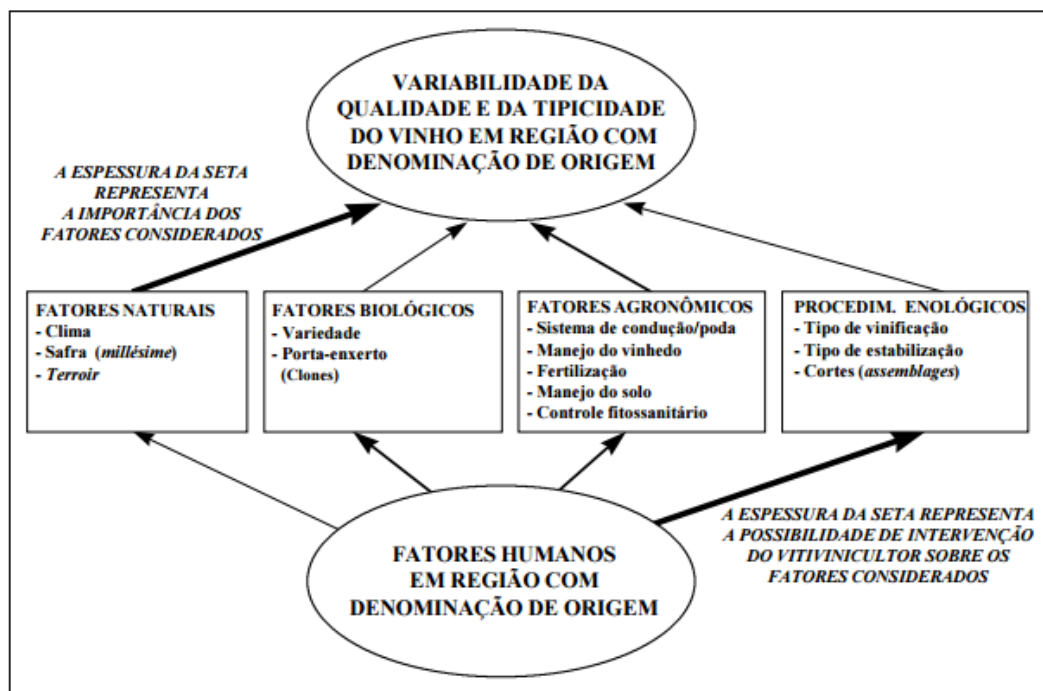 VARIABILIDADE DA
QUALIDADE E DA TIPICIDADE
DO VINHO EM REGIÃO COM
DENOMINAÇÃO DE ORIGEM
A ESPESSURA DA SETA
REPRESENTA
A IMPORTÂNCIA DOS
FATORES CONSIDERADOS
FATORES NATURAIS
- Clima
- Safra (millésime)
- Terroir
FATORES BIOLÓGICOS
- Variedade
- Porta-enxerto
(Clones)
FATORES AGRONÔMICOS
- Sistema de condução/poda
- Manejo do vinhedo
- Fertilização
- Manejo do solo
- Controle fitossanitário
PROCEDIM. ENOLÓGICOS
- Tipo de vinificação
- Tipo de estabilização
- Cortes (assemblages)
FATORES HUMANOS
EM REGIÃO COM
DENOMINAÇÃO DE ORIGEM
A ESPESSURA DA SETA REPRESENTA
A POSSIBILIDADE DE INTERVENÇÃO
DO VITIVINICULTOR SOBRE OS
FATORES CONSIDERADOS